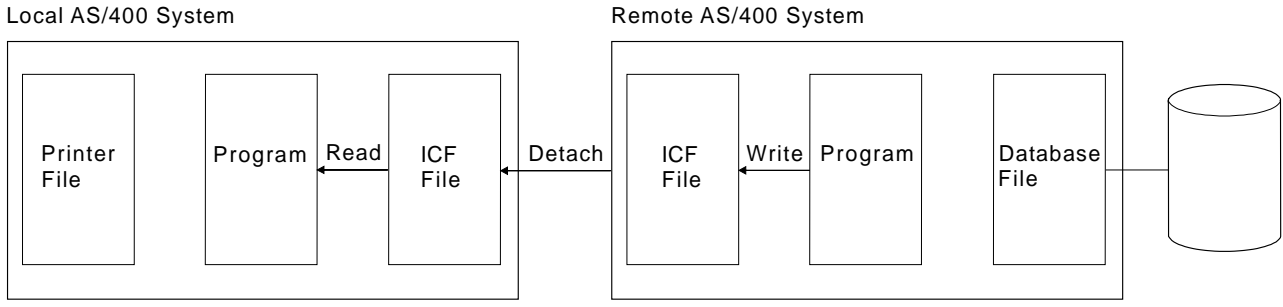 Local AS/400 System
Remote AS/400 System
Printer
File
Program
Read
ICF
File
Detach
ICF
File
Write
Program
Database
File